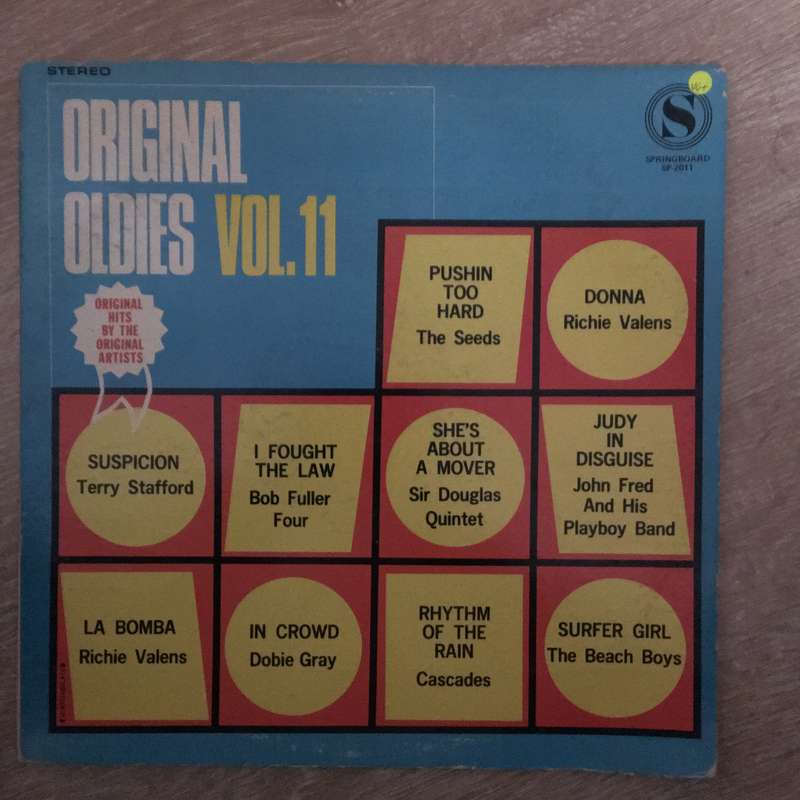 STEREO
ORIGINAL
OLDIES VOL. 11
S
SPRINGBOARD
SP-2011
VG+
ORIGINAL
HITS
BY THE
ORIGINAL
ARTISTS
PUSHIN
TOO
HARD
The Seeds
DONNA
Richie Valens
SUSPICION
Terry Stafford
I FOUGHT
THE LAW
Bob Fuller
Four
SHE'S
ABOUT
A MOVER
Sir Douglas
Quintet
JUDY
IN
DISGUISE
John Fred
And His
Playboy Band
LA BOMBA
Richie Valens
IN CROWD
Dobie Gray
RHYTHM
OF THE
RAIN
Cascades
SURFER GIRL
The Beach Boys